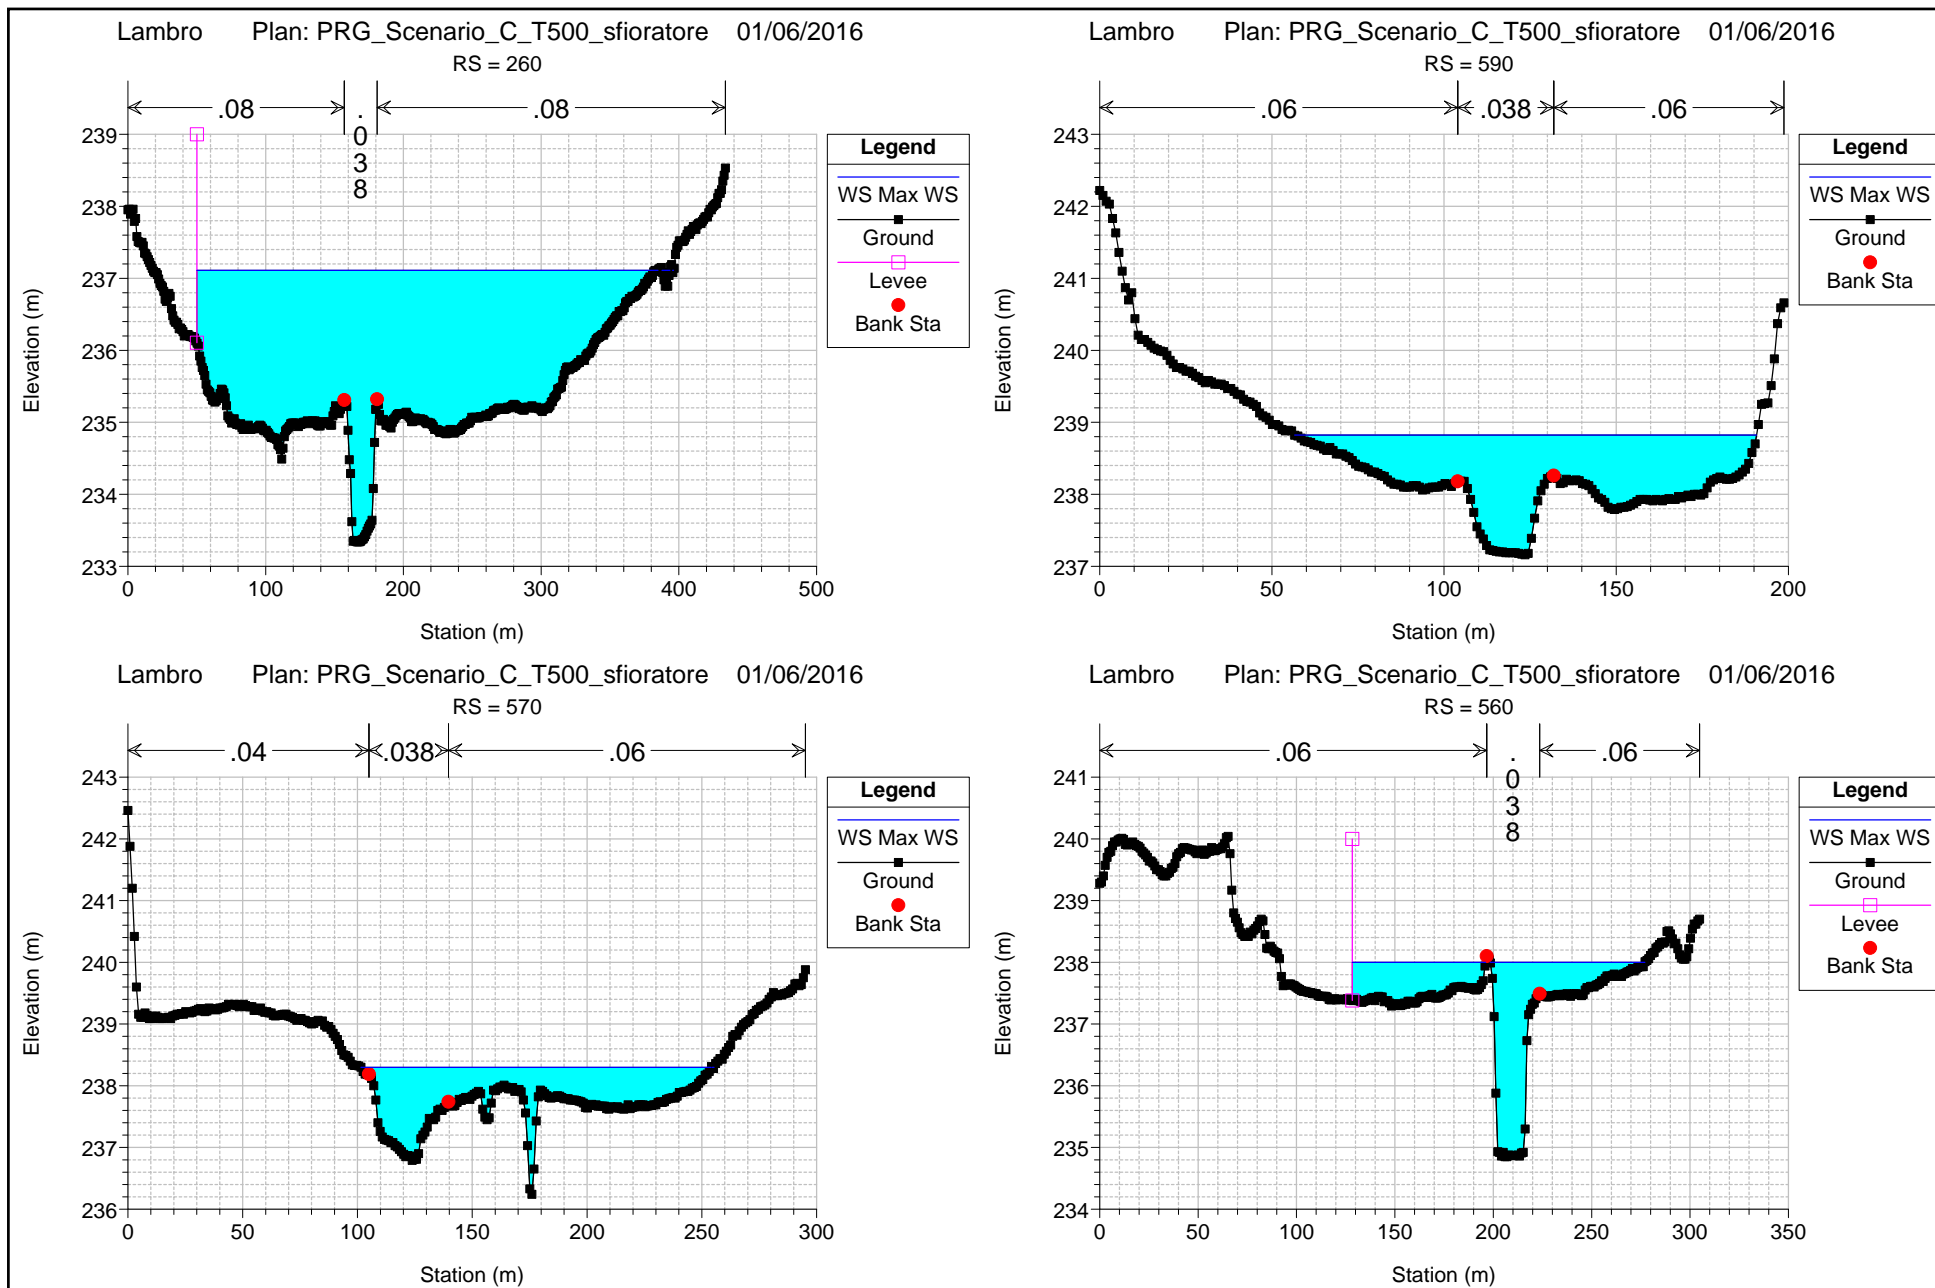 Lambro Plan: PRG_Scenario_C_T500_sfioratore 01/06/2016
RS = 260
.08 .038 .08
239
238
237
236
235
234
233
0 100 200 300 400 500
Elevation (m)
Station (m)
Legend
WS Max WS
Ground
Levee
Bank Sta
Lambro Plan: PRG_Scenario_C_T500_sfioratore 01/06/2016
RS = 590
.06 .038 .06
243
242
241
240
239
238
237
0 50 100 150 200
Elevation (m)
Station (m)
Legend
WS Max WS
Ground
Bank Sta
Lambro Plan: PRG_Scenario_C_T500_sfioratore 01/06/2016
RS = 570
.04 .038 .06
243
242
241
240
239
238
237
236
0 50 100 150 200 250 300
Elevation (m)
Station (m)
Legend
WS Max WS
Ground
Bank Sta
Lambro Plan: PRG_Scenario_C_T500_sfioratore 01/06/2016
RS = 560
.06 .038 .06
241
240
239
238
237
236
235
234
0 50 100 150 200 250 300 350
Elevation (m)
Station (m)
Legend
WS Max WS
Ground
Levee
Bank Sta